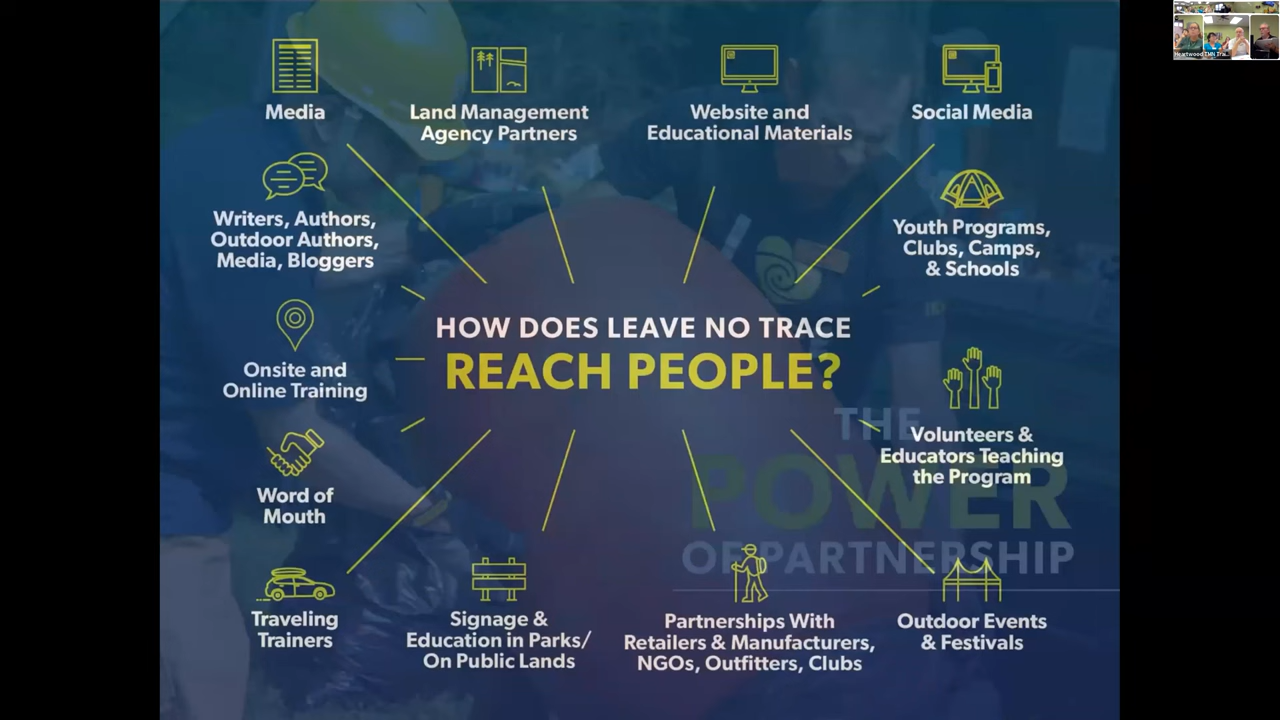 Media
Land Management
Agency Partners
Website and
Educational Materials
Social Media
Writers, Authors,
Outdoor Authors,
Media, Bloggers
Youth Programs,
Clubs, Camps,
& Schools
HOW DOES LEAVE NO TRACE
REACH PEOPLE?
Onsite and
Online Training
THE
POWER
OF PARTNERSHIP
Volunteers &
Educators Teaching
the Program
Word of
Mouth
Traveling
Trainers
Signage &
Education in Parks/
On Public Lands
Partnerships With
Retailers & Manufacturers,
NGOs, Outfitters, Clubs
Outdoor Events
& Festivals
Heartwood TMN Trai...